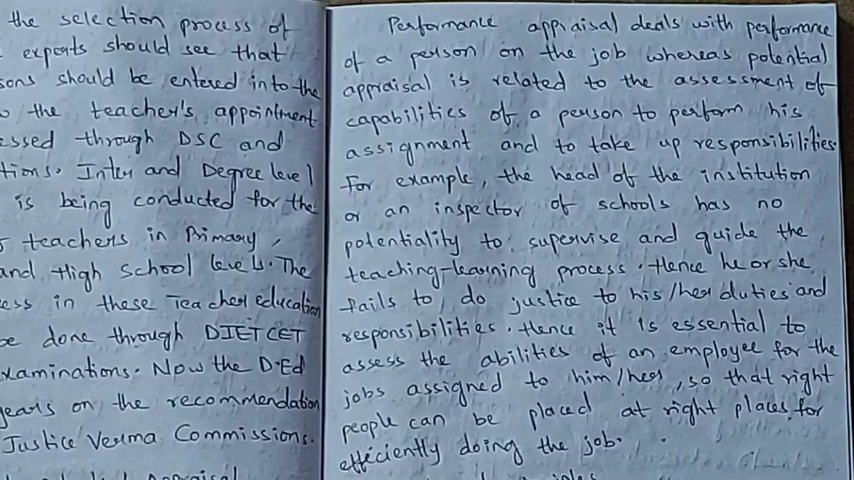 the selection process of
experts should see that
sons should be entered into the
the teacher's appointment
essed through DSC and
tions. Inter and Degree level
is being conducted for the
teachers in Primary,
and High School levels. The
ess in these Teacher education
be done through DIETCET
xaminations. Now the D.Ed
years on the recommendation
Justice Verma Commissions.
Appraisal
Performance appraisal deals with performance
of a person on the job whereas potential
appraisal is related to the assessment of
capabilities of a person to perform his
assignment and to take up responsibilities.
For example, the head of the institution
or an inspector of schools has no
potentiality to supervise and guide the
teaching-learning process. Hence he or she
fails to do justice to his/her duties and
responsibilities. Hence it is essential to
assess the abilities of an employee for the
jobs assigned to him/her, so that right
people can be placed at right places for
efficiently doing the job.